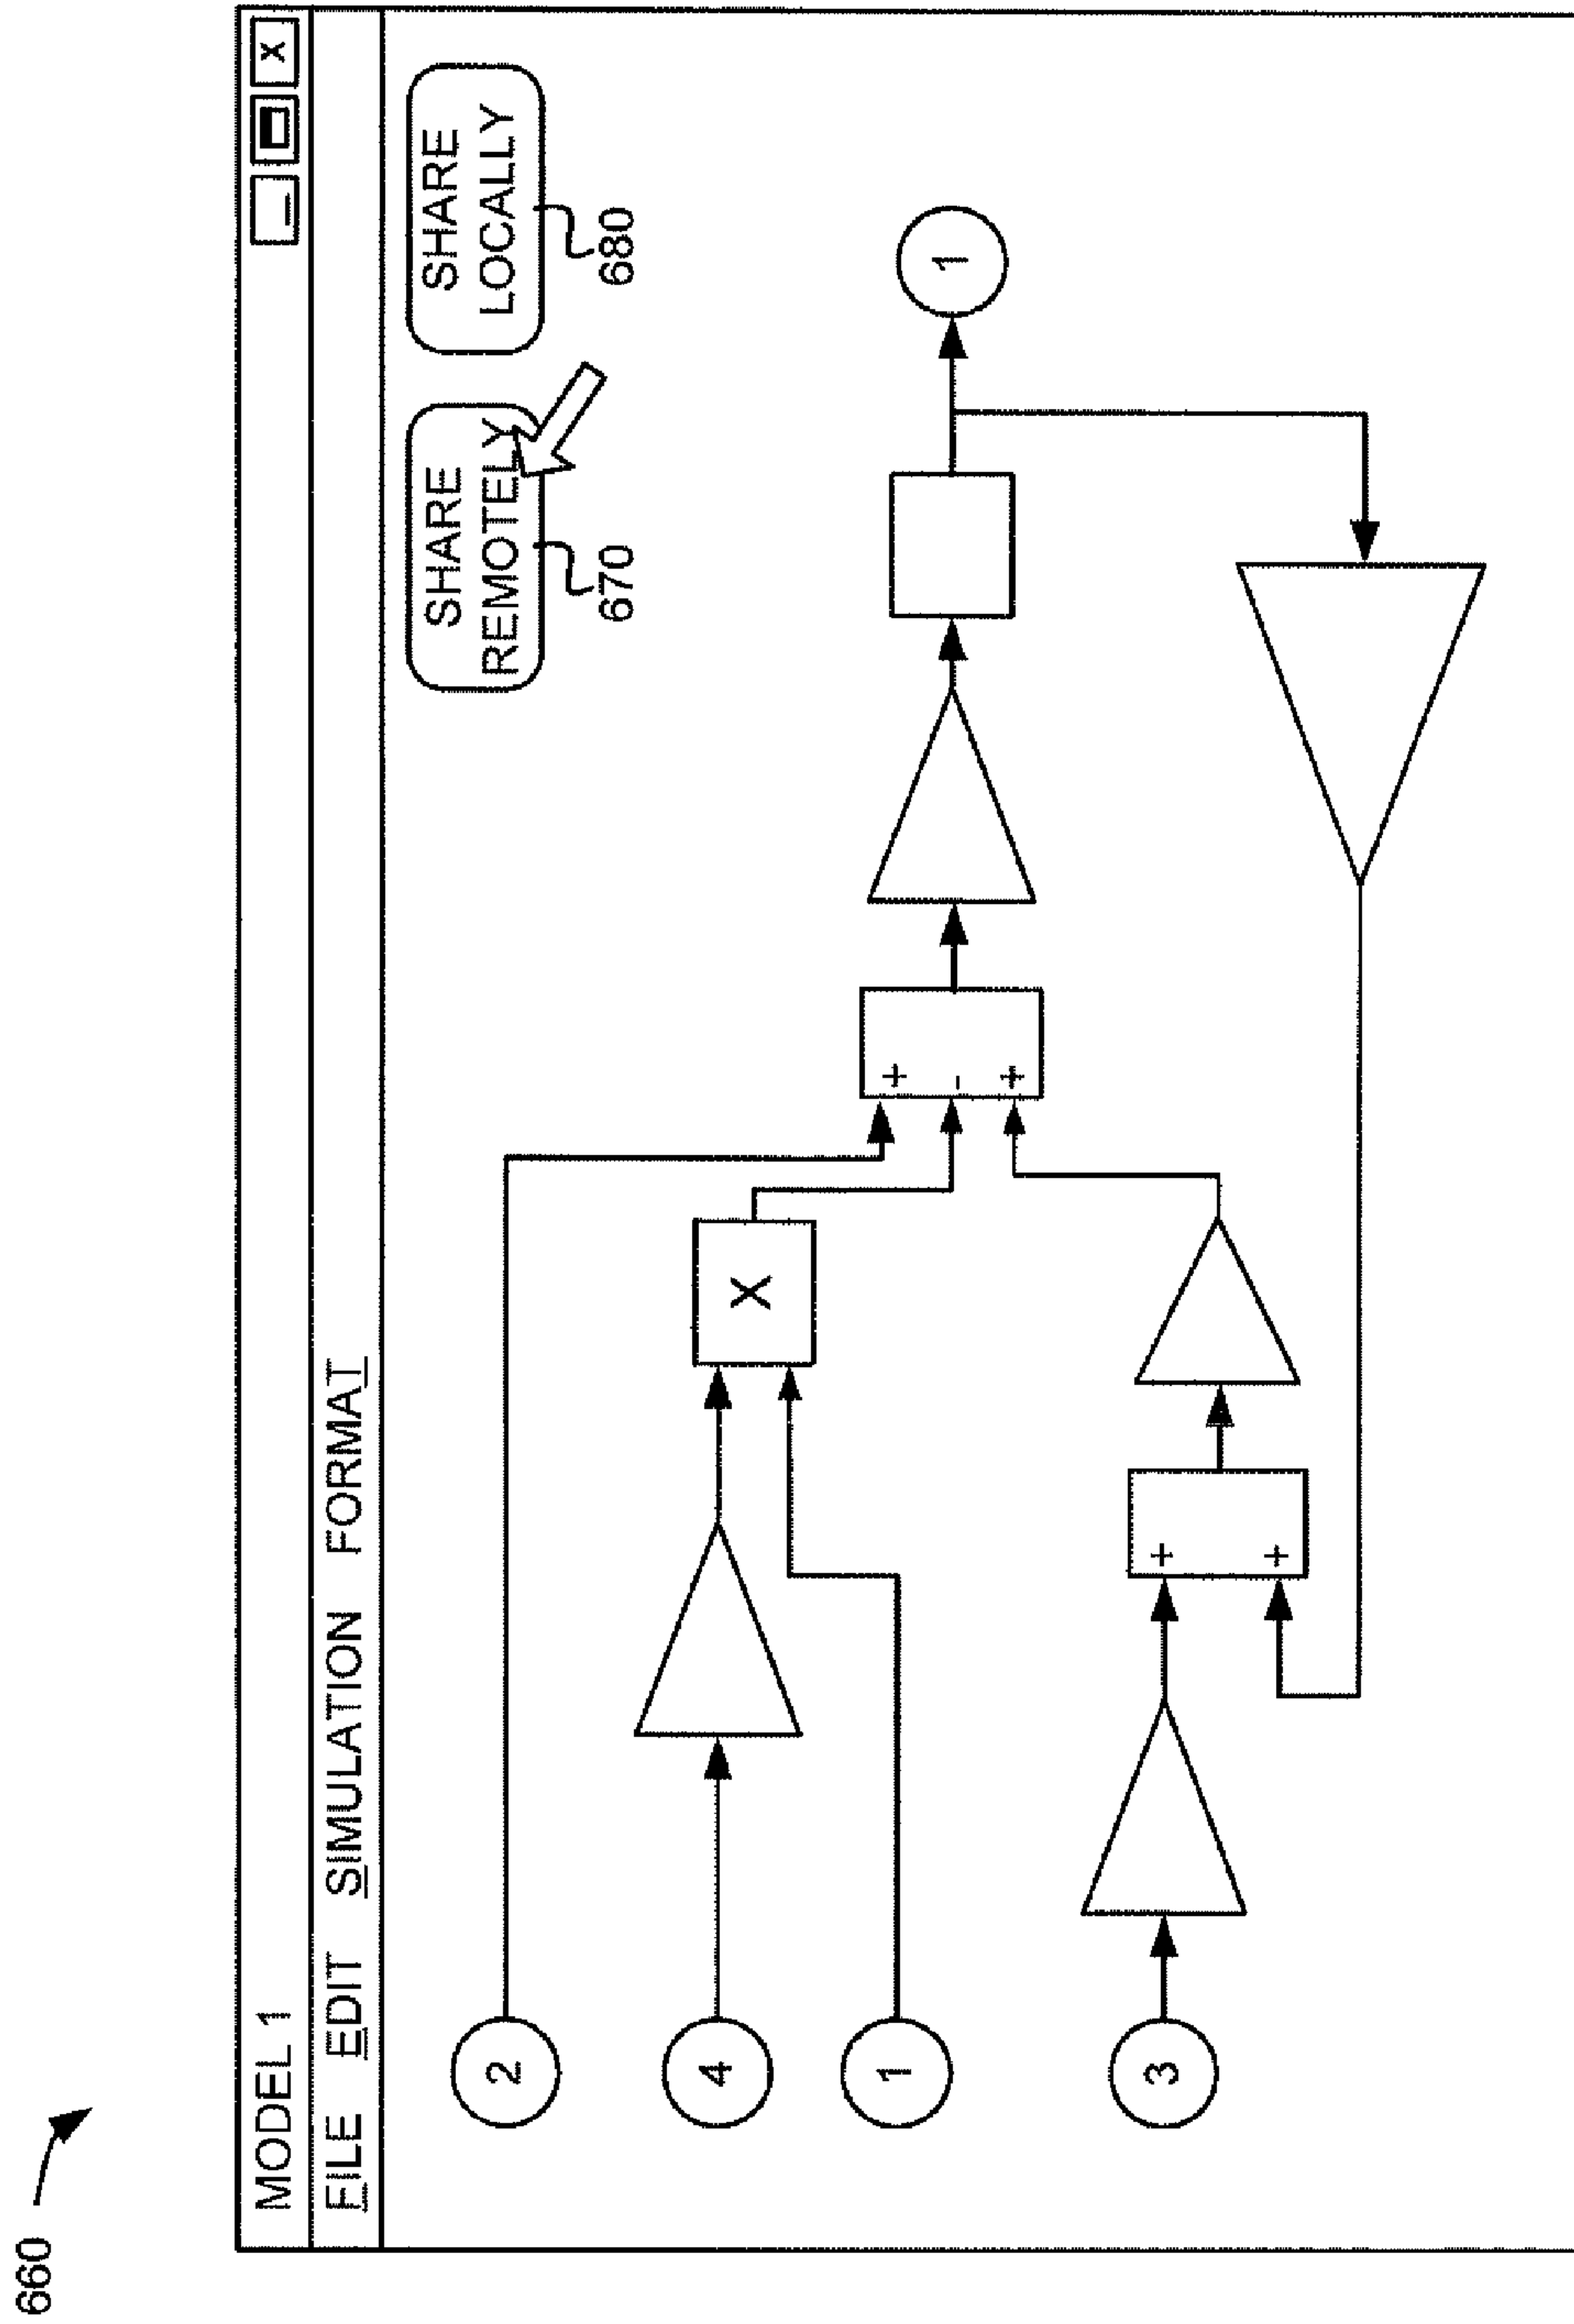 660
MODEL 1
_ X
FILE EDIT SIMULATION FORMAT
SHARE
REMOTELY
670
SHARE
LOCALLY
680
2
4
X
1
+
-
+
1
3
+
+